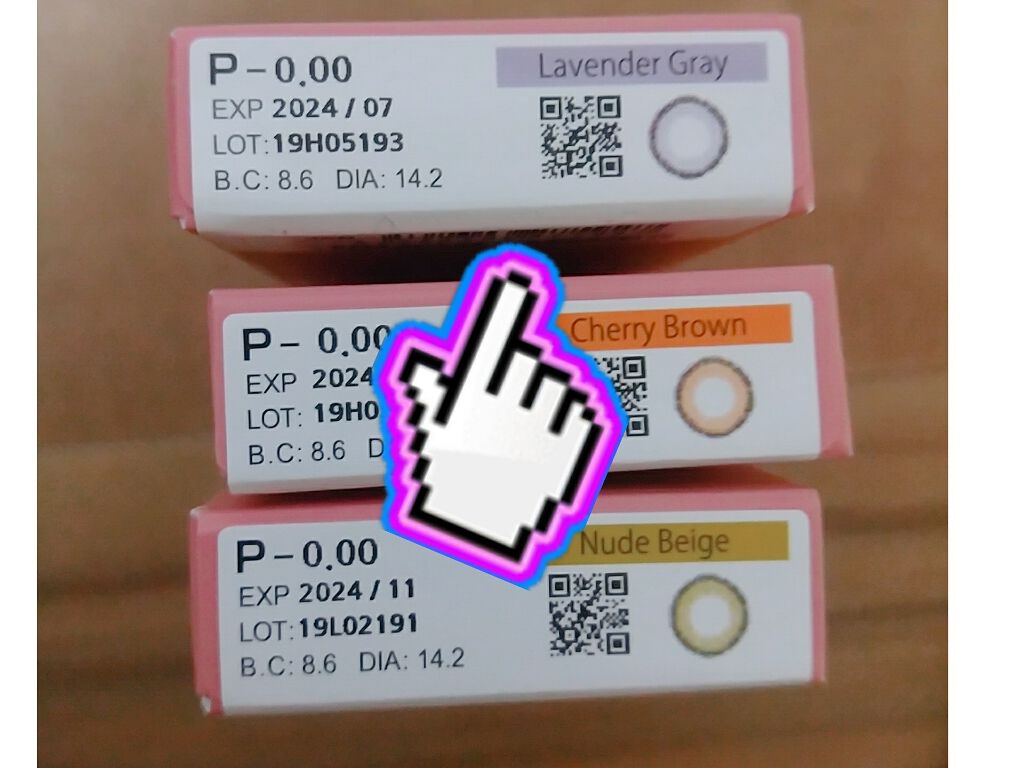 P - 0.00
Lavender Gray
EXP 2024 / 07
LOT: 19H05193
B.C: 8.6 DIA: 14.2
P - 0.00
Cherry Brown
EXP 2024
LOT:
B.C: 8.6
P - 0.00
Nude Beige
EXP 2024 / 11
LOT: 19L02191
B.C: 8.6 DIA: 14.2